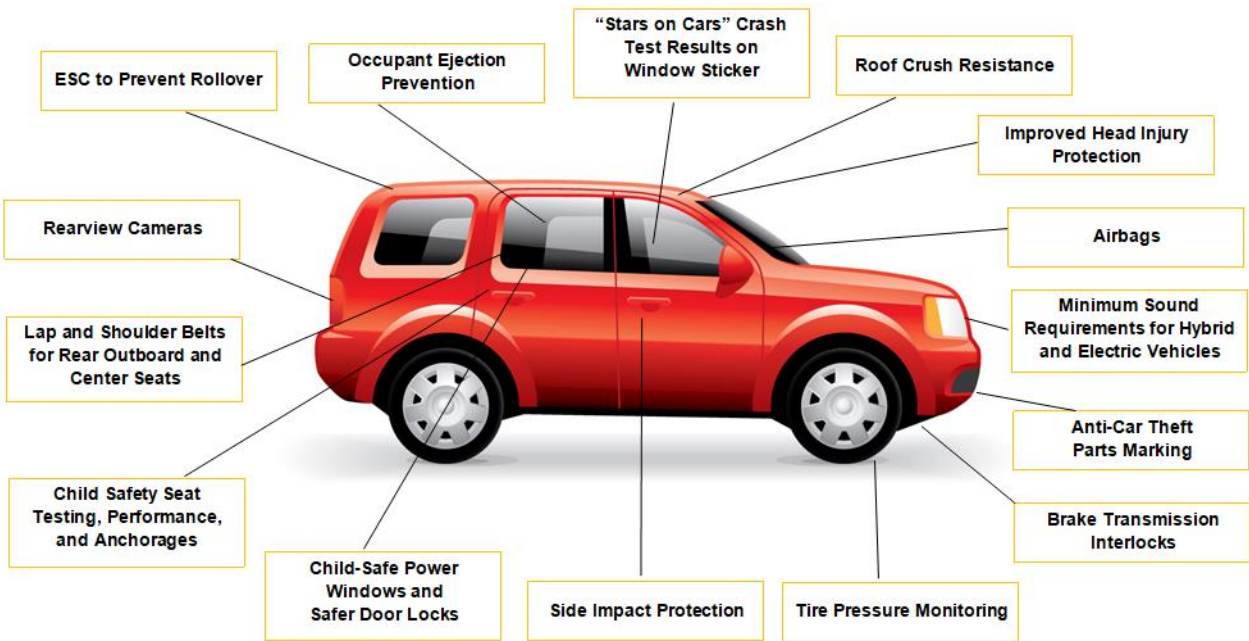 “Stars on Cars” Crash
Test Results on
Window Sticker
Occupant Ejection
Prevention
ESC to Prevent Rollover
Roof Crush Resistance
Improved Head Injury
Protection
Rearview Cameras
Airbags
Lap and Shoulder Belts
for Rear Outboard and
Center Seats
Minimum Sound
Requirements for Hybrid
and Electric Vehicles
Anti-Car Theft
Parts Marking
Child Safety Seat
Testing, Performance,
and Anchorages
Brake Transmission
Interlocks
Child-Safe Power
Windows and
Safer Door Locks
Side Impact Protection
Tire Pressure Monitoring